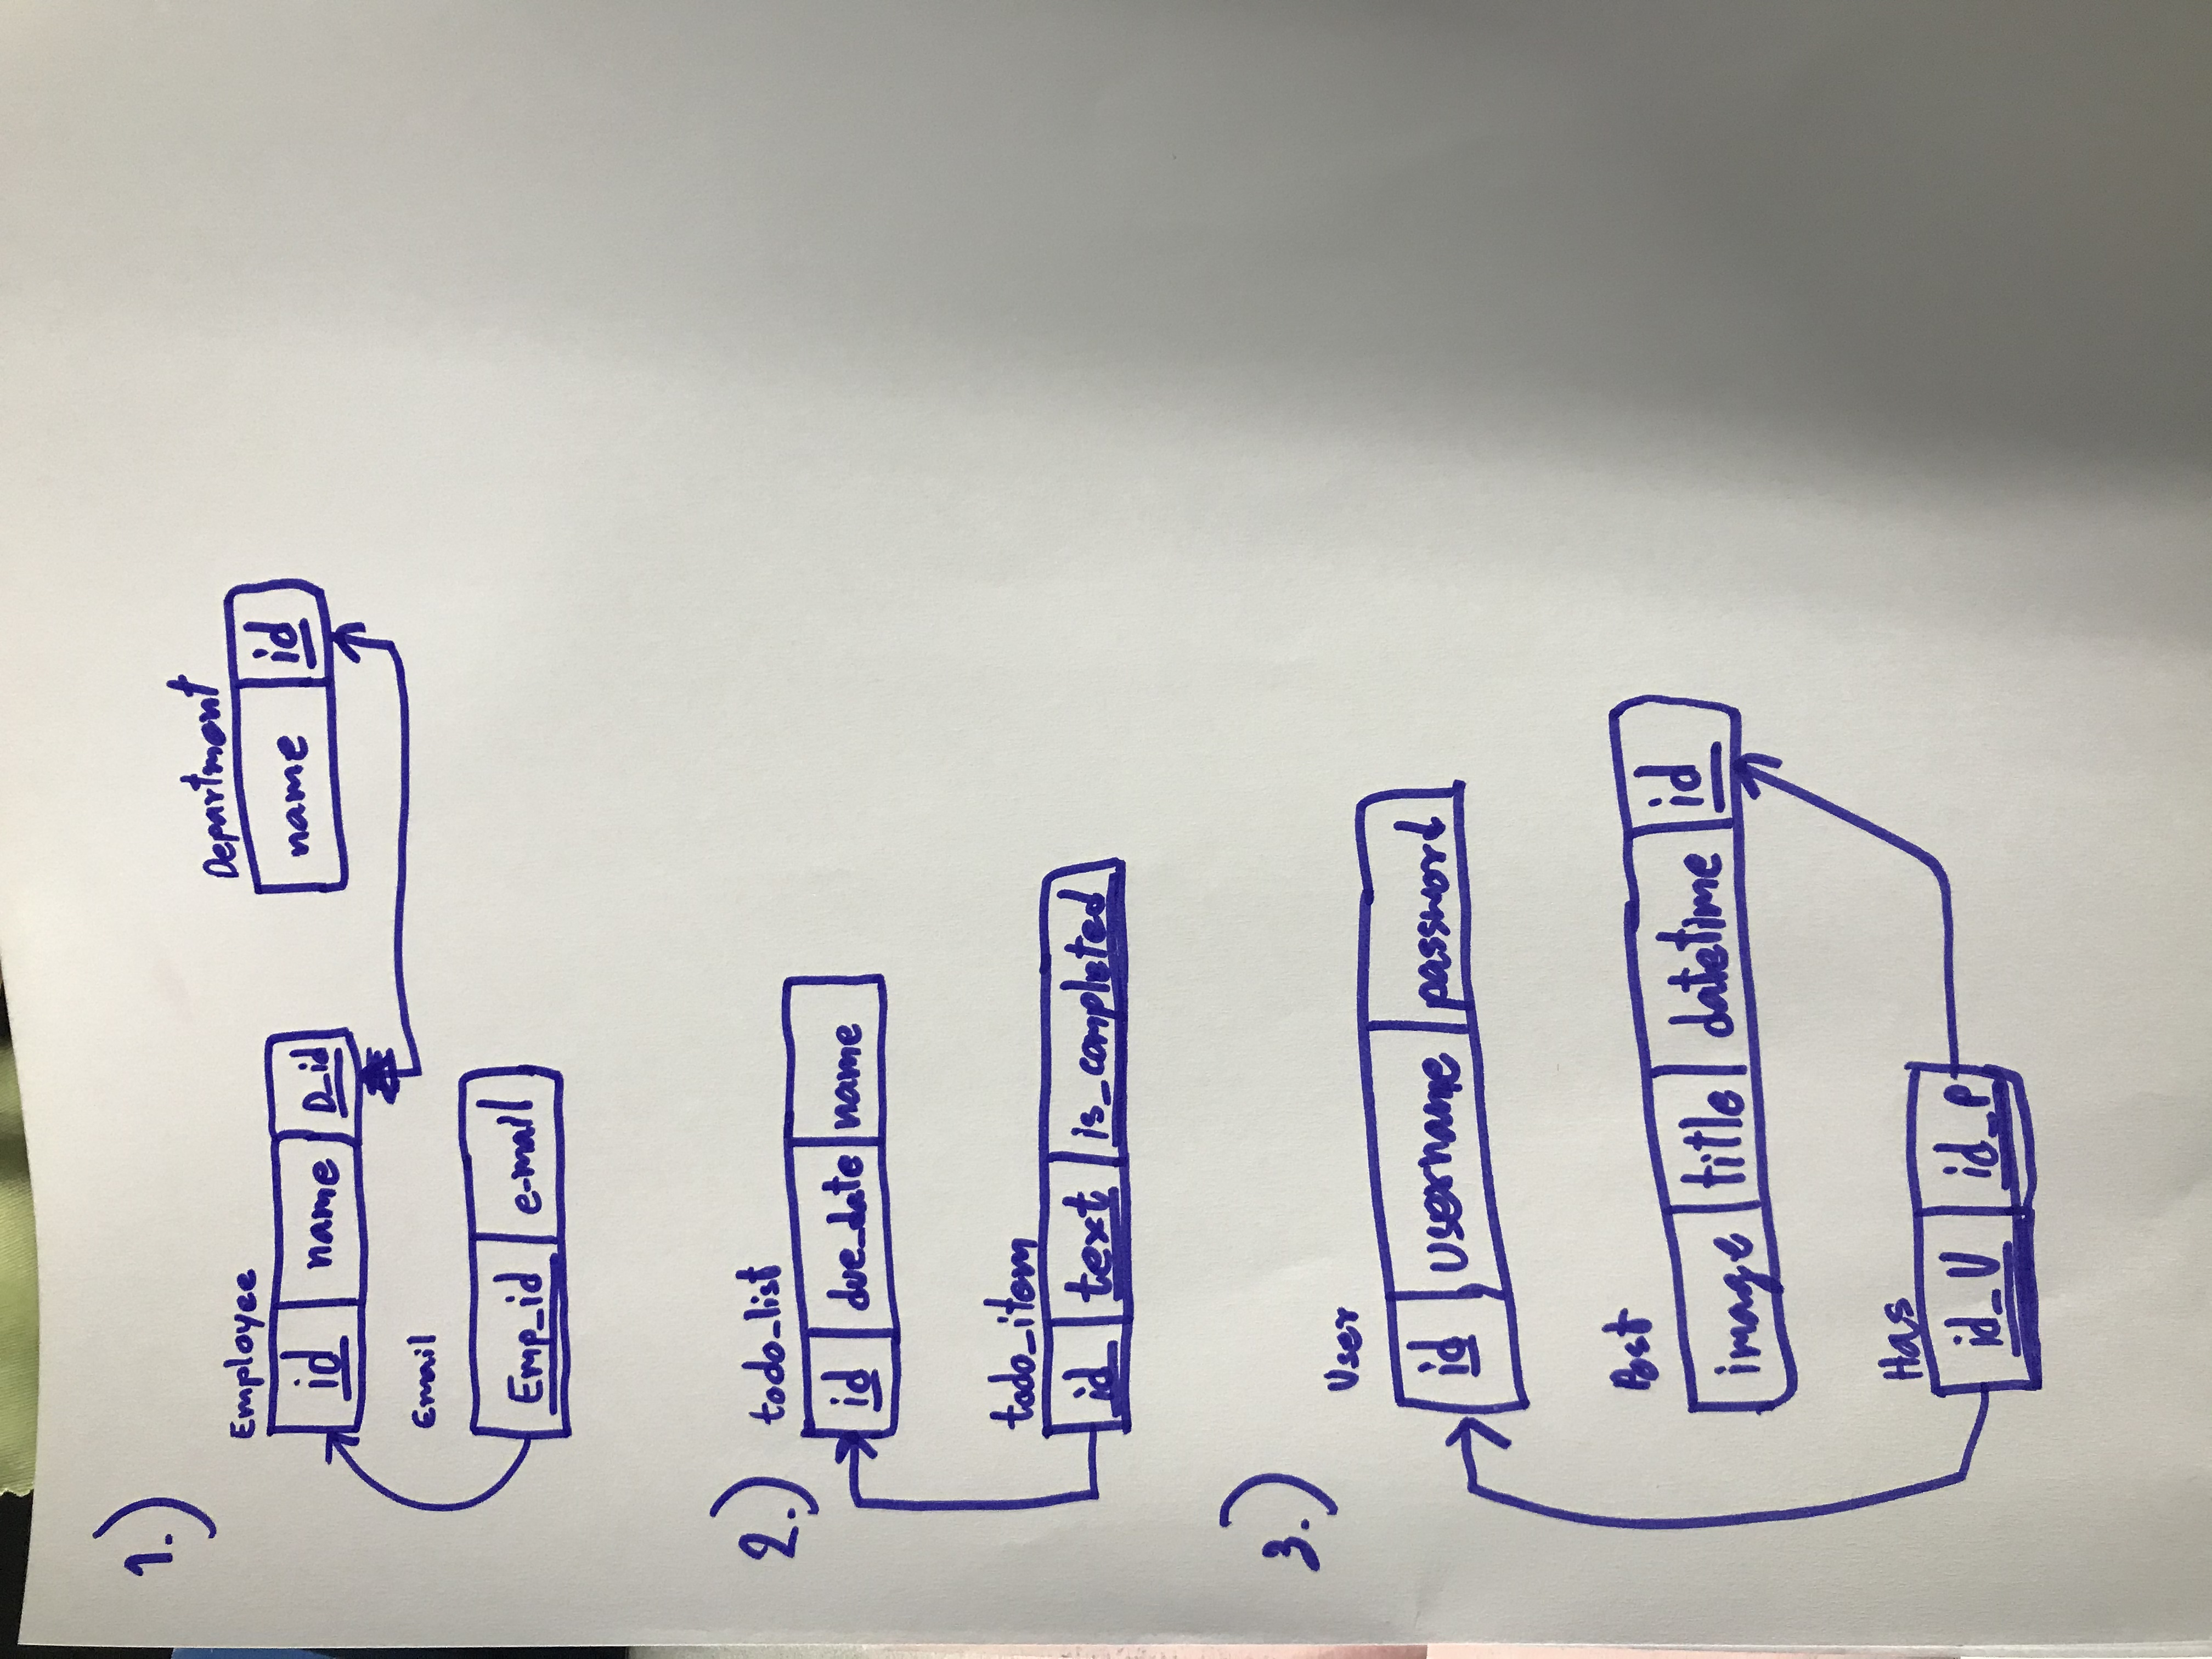 1.)
Employee
id name D_id
Department
name id
Email
Emp_id e-mail
2.)
todo_list
id due_date name
todo_item
id text is_completed
3.)
User
id username password
Post
image title datetime id
Has
id_U id_P